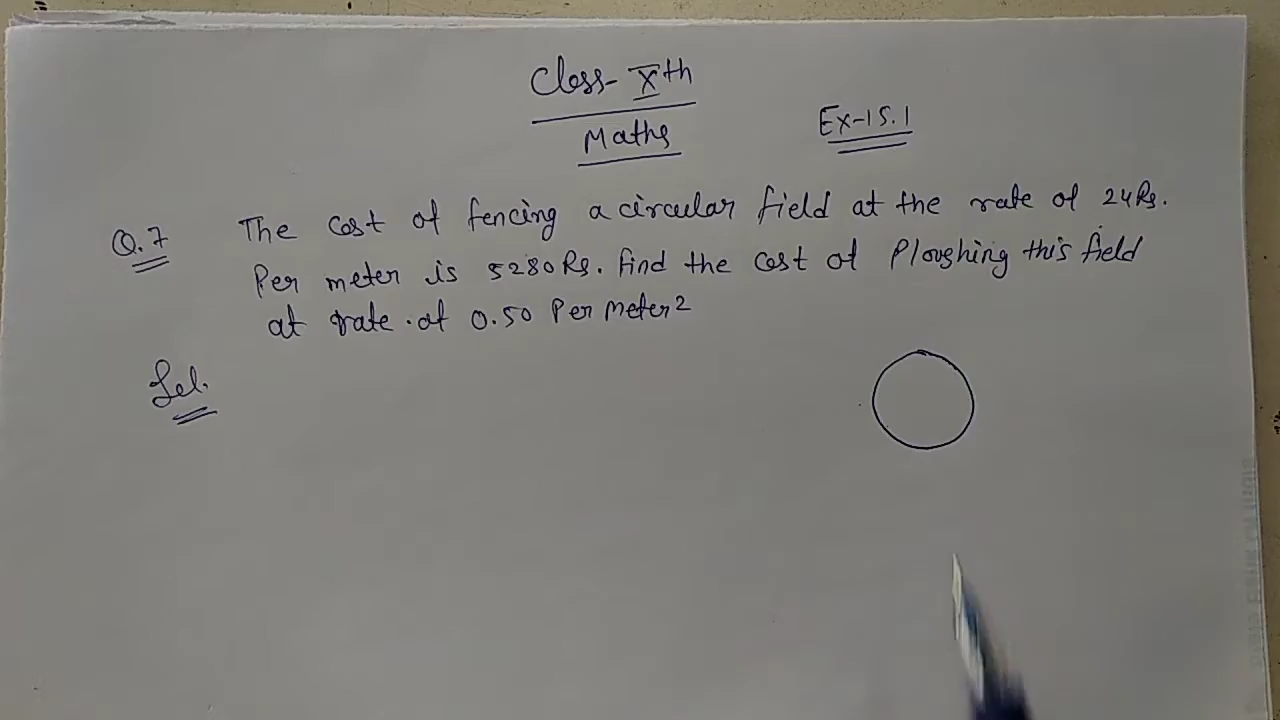 Class-Xth
Maths
Ex-15.1
Q.7 The cost of fencing a circular field at the rate of 24Rs.
Per meter is 5280Rs. find the cost of Ploughing this field
at rate of 0.50 Per meter2
Sol.